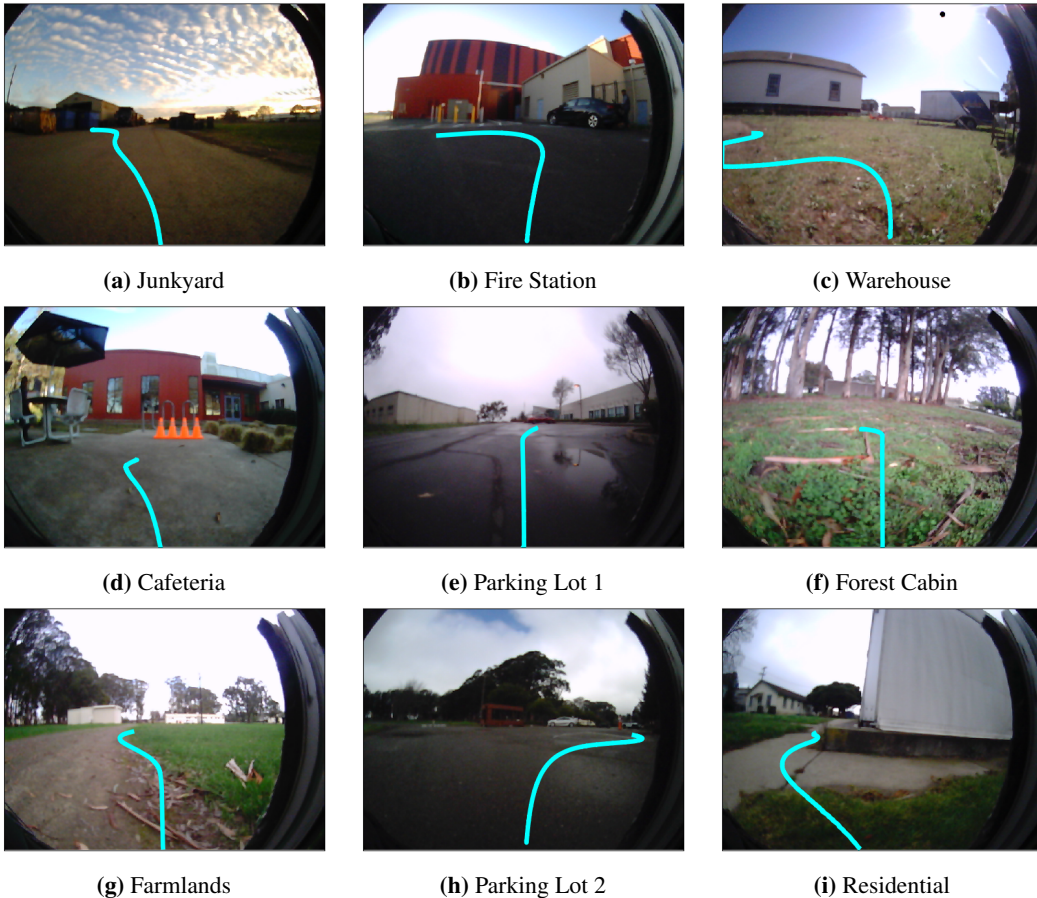 (a) Junkyard
(b) Fire Station
(c) Warehouse
(d) Cafeteria
(e) Parking Lot 1
(f) Forest Cabin
(g) Farmlands
(h) Parking Lot 2
(i) Residential